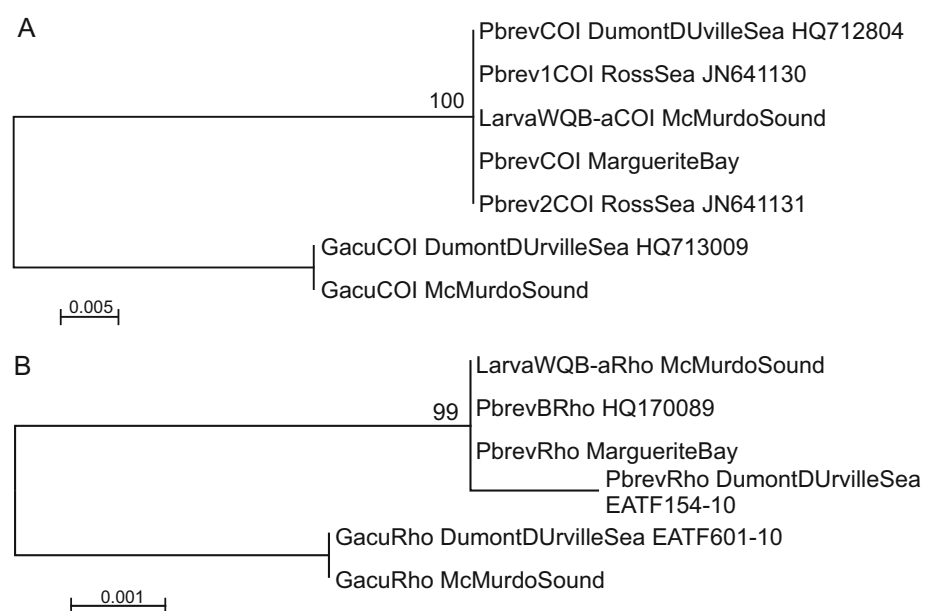 A
PbrevCOI DumontDUvilleSea HQ712804
Pbrev1COI RossSea JN641130
100
LarvaWQB-aCOI McMurdoSound
PbrevCOI MargueriteBay
Pbrev2COI RossSea JN641131
GacuCOI DumontDUrvilleSea HQ713009
GacuCOI McMurdoSound
0.005
B
LarvaWQB-aRho McMurdoSound
99
PbrevBRho HQ170089
PbrevRho MargueriteBay
PbrevRho DumontDUrvilleSea
EATF154-10
GacuRho DumontDUrvilleSea EATF601-10
GacuRho McMurdoSound
0.001